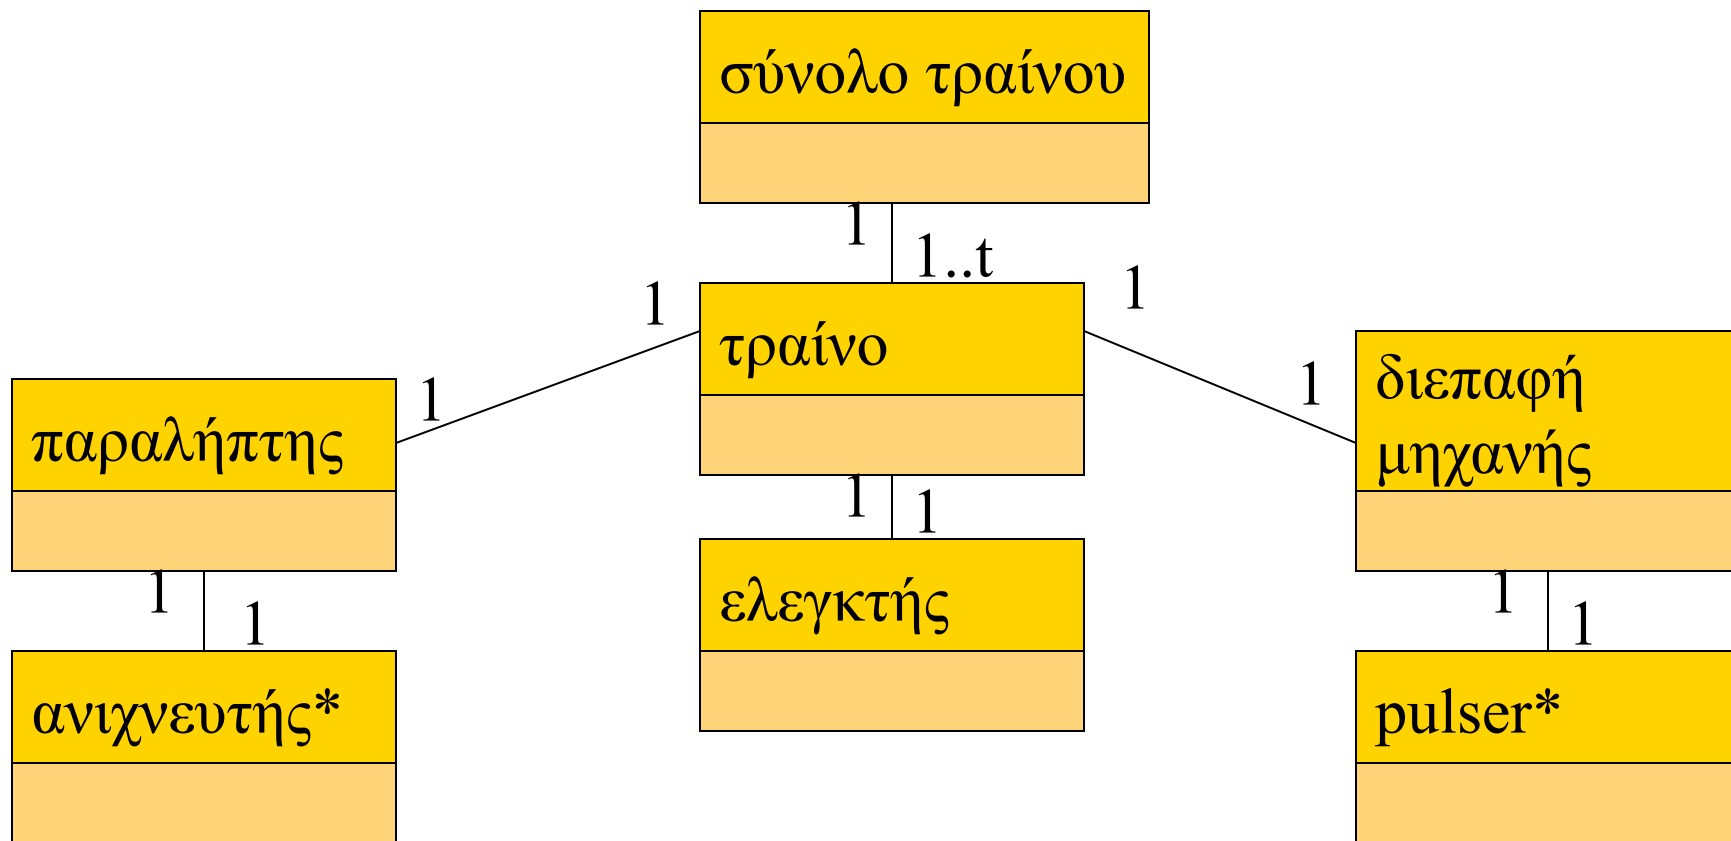 σύνολο τραίνου
1
1..t
1
1
τραίνο
1
1
παραλήπτης
διεπαφή
μηχανής
1
1
ελεγκτής
1
1
1
1
ανιχνευτής*
pulser*